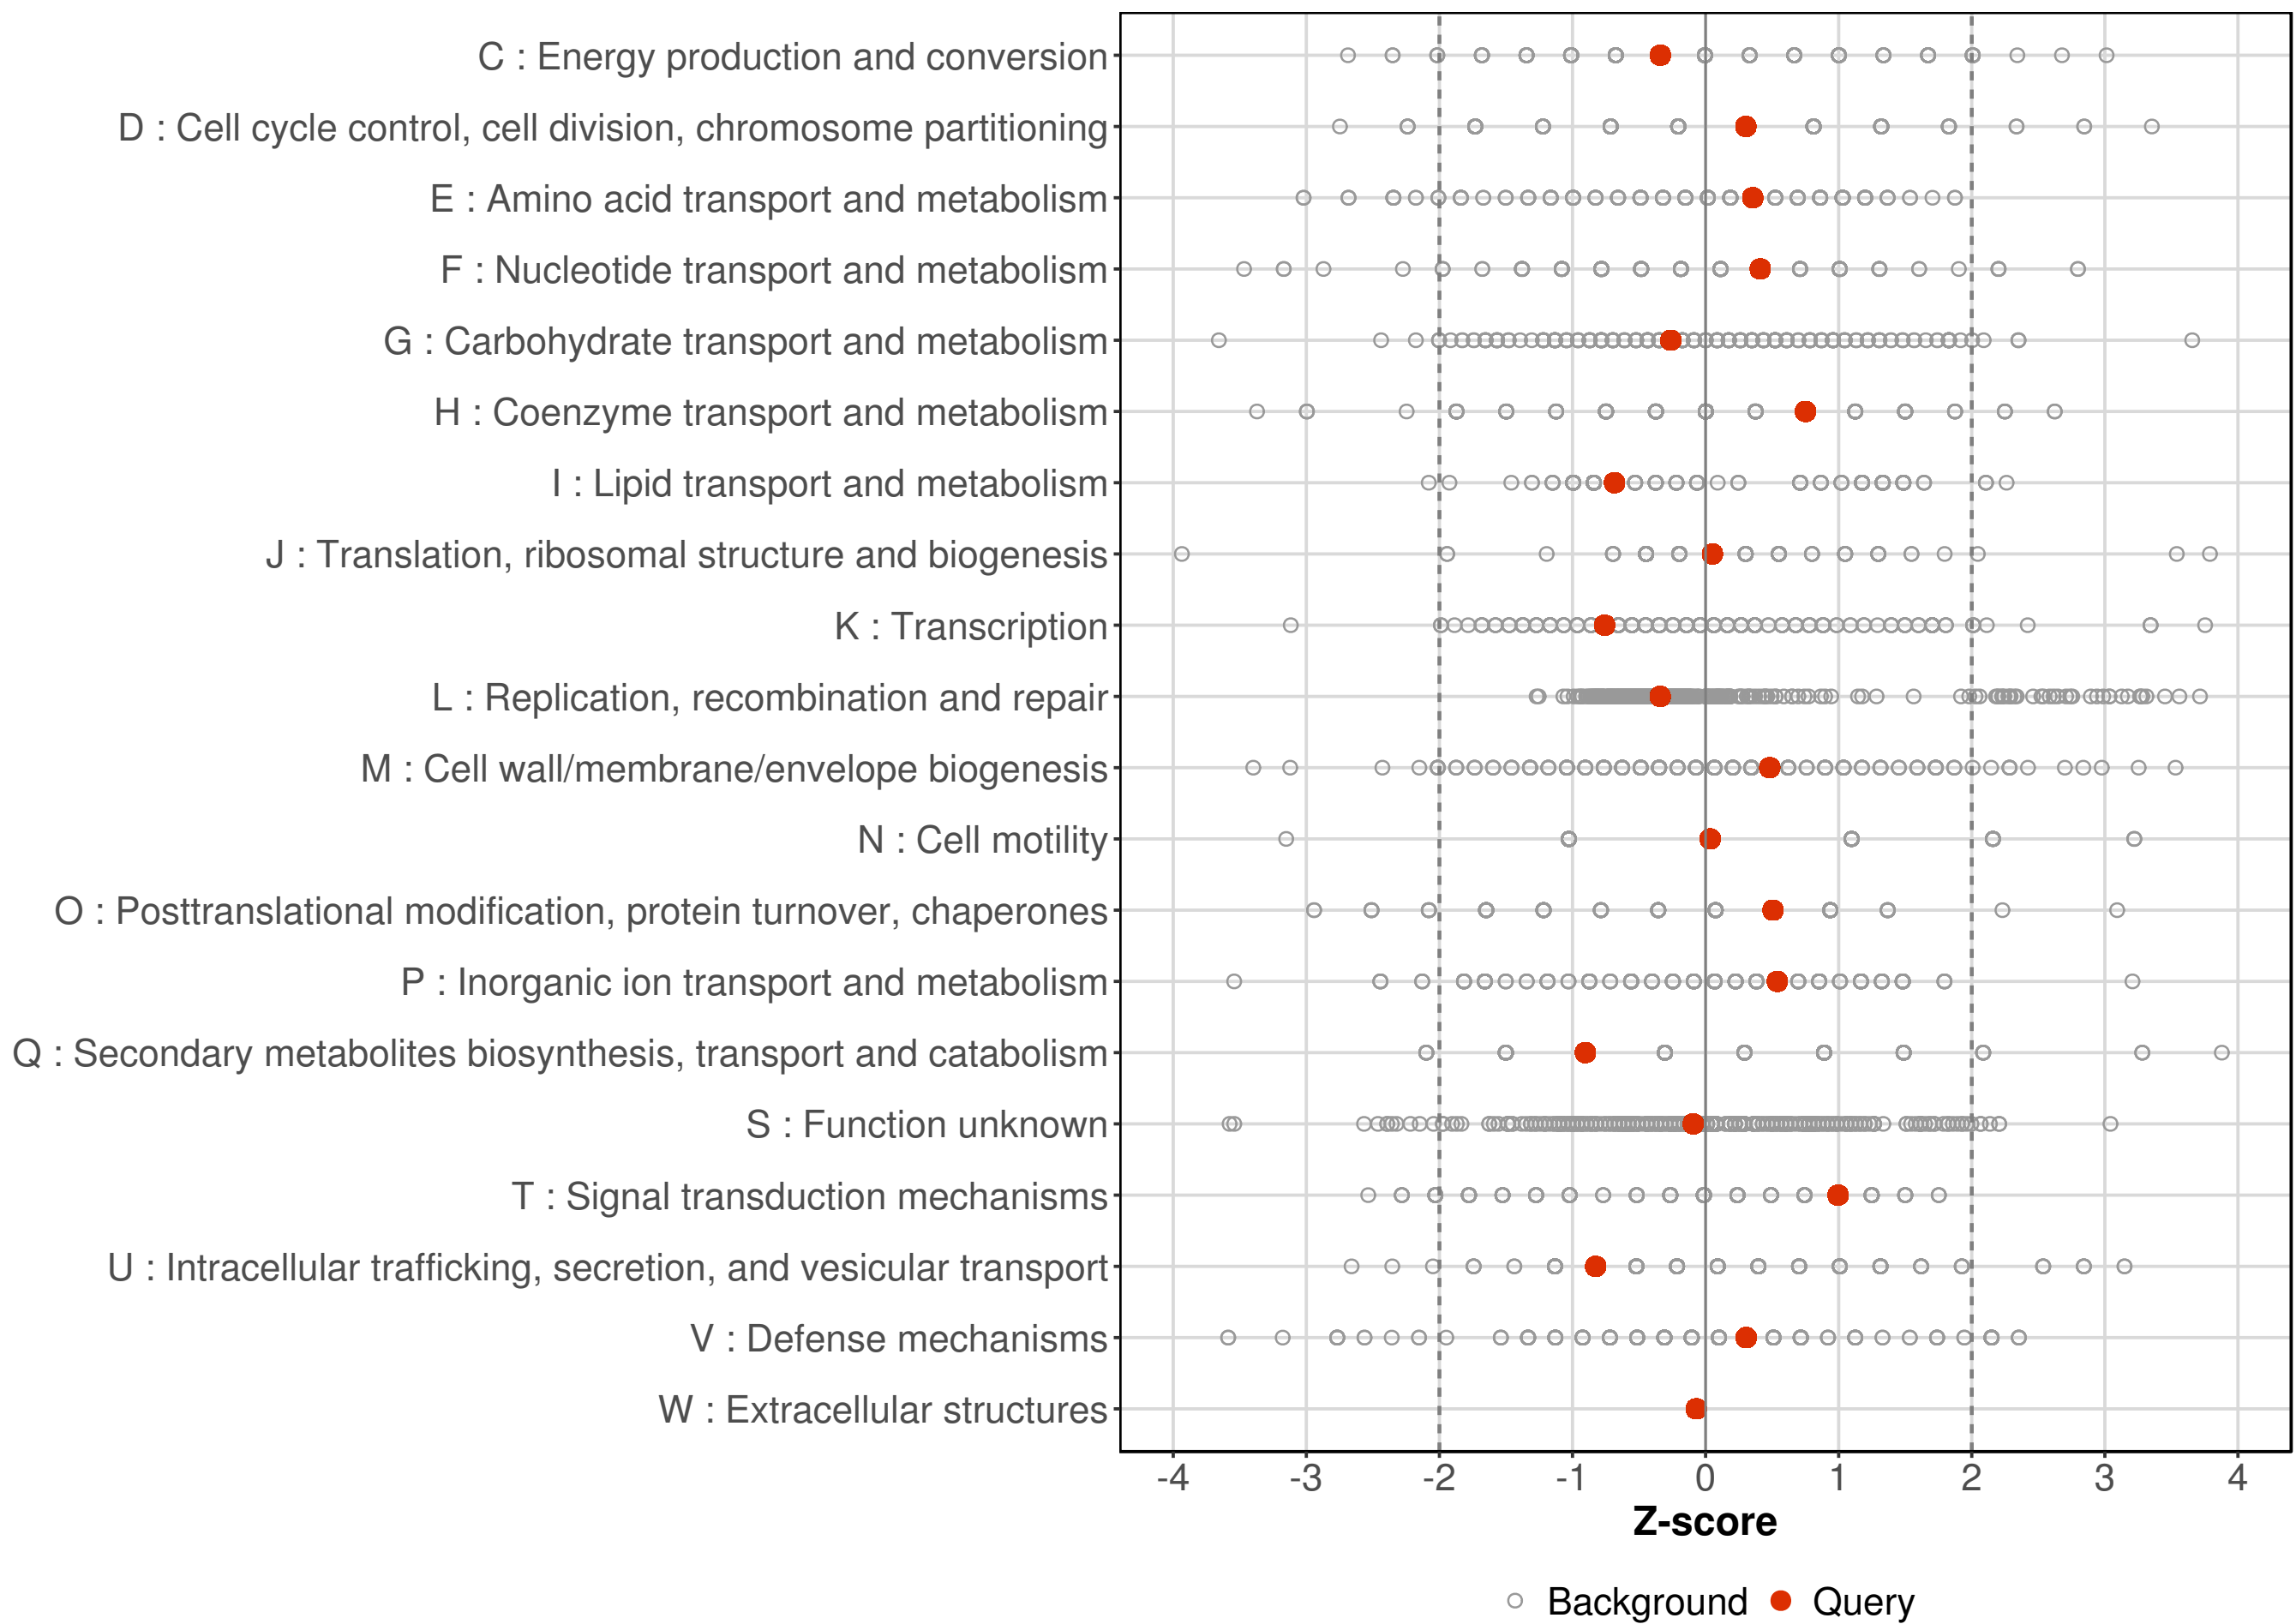 C : Energy production and conversion
D : Cell cycle control, cell division, chromosome partitioning
E : Amino acid transport and metabolism
F : Nucleotide transport and metabolism
G : Carbohydrate transport and metabolism
H : Coenzyme transport and metabolism
I : Lipid transport and metabolism
J : Translation, ribosomal structure and biogenesis
K : Transcription
L : Replication, recombination and repair
M : Cell wall/membrane/envelope biogenesis
N : Cell motility
O : Posttranslational modification, protein turnover, chaperones
P : Inorganic ion transport and metabolism
Q : Secondary metabolites biosynthesis, transport and catabolism
S : Function unknown
T : Signal transduction mechanisms
U : Intracellular trafficking, secretion, and vesicular transport
V : Defense mechanisms
W : Extracellular structures
-4 -3 -2 -1 0 1 2 3 4
Z-score
Background Query